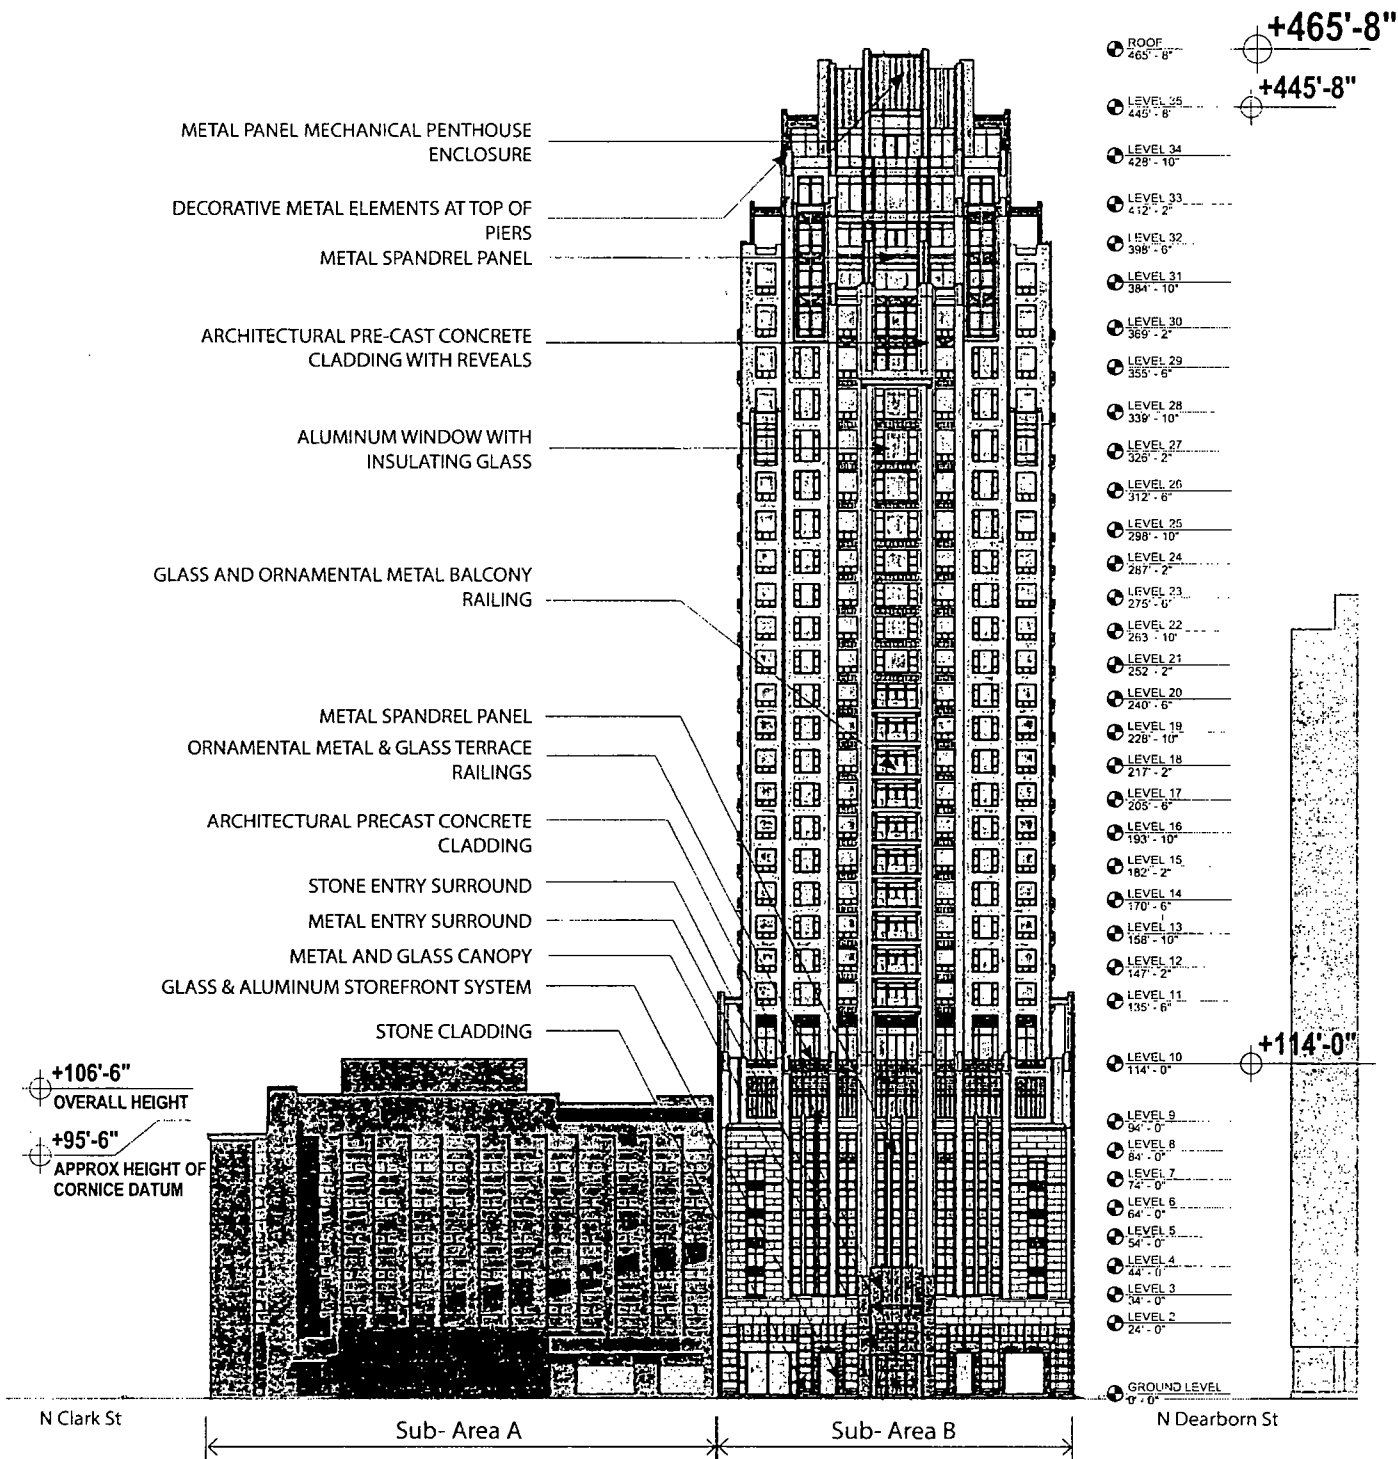 METAL PANEL MECHANICAL PENTHOUSE
ENCLOSURE
DECORATIVE METAL ELEMENTS AT TOP OF
PIERS
METAL SPANDREL PANEL
ARCHITECTURAL PRE-CAST CONCRETE
CLADDING WITH REVEALS
ALUMINUM WINDOW WITH
INSULATING GLASS
GLASS AND ORNAMENTAL METAL BALCONY
RAILING
METAL SPANDREL PANEL
ORNAMENTAL METAL & GLASS TERRACE
RAILINGS
ARCHITECTURAL PRECAST CONCRETE
CLADDING
STONE ENTRY SURROUND
METAL ENTRY SURROUND
METAL AND GLASS CANOPY
GLASS & ALUMINUM STOREFRONT SYSTEM
STONE CLADDING
+106'-6"
OVERALL HEIGHT
+95'-6"
APPROX HEIGHT OF
CORNICE DATUM
ROOF
465' - 8"
+465'-8"
LEVEL 35
445' - 8"
+445'-8"
LEVEL 34
428' - 10"
LEVEL 33
412' - 2"
LEVEL 32
398' - 6"
LEVEL 31
384' - 10"
LEVEL 30
369' - 2"
LEVEL 29
355' - 6"
LEVEL 28
339' - 10"
LEVEL 27
326' - 2"
LEVEL 26
312' - 6"
LEVEL 25
298' - 10"
LEVEL 24
287' - 2"
LEVEL 23
275' - 6"
LEVEL 22
263' - 10"
LEVEL 21
252' - 2"
LEVEL 20
240' - 6"
LEVEL 19
228' - 10"
LEVEL 18
217' - 2"
LEVEL 17
205' - 6"
LEVEL 16
193' - 10"
LEVEL 15
182' - 2"
LEVEL 14
170' - 6"
LEVEL 13
158' - 10"
LEVEL 12
147' - 2"
LEVEL 11
135' - 6"
LEVEL 10
114' - 0"
+114'-0"
LEVEL 9
94' - 0"
LEVEL 8
84' - 0"
LEVEL 7
74' - 0"
LEVEL 6
64' - 0"
LEVEL 5
54' - 0"
LEVEL 4
44' - 0"
LEVEL 3
34' - 0"
LEVEL 2
24' - 0"
GROUND LEVEL
0' - 0"
N Clark St
Sub- Area A
Sub- Area B
N Dearborn St